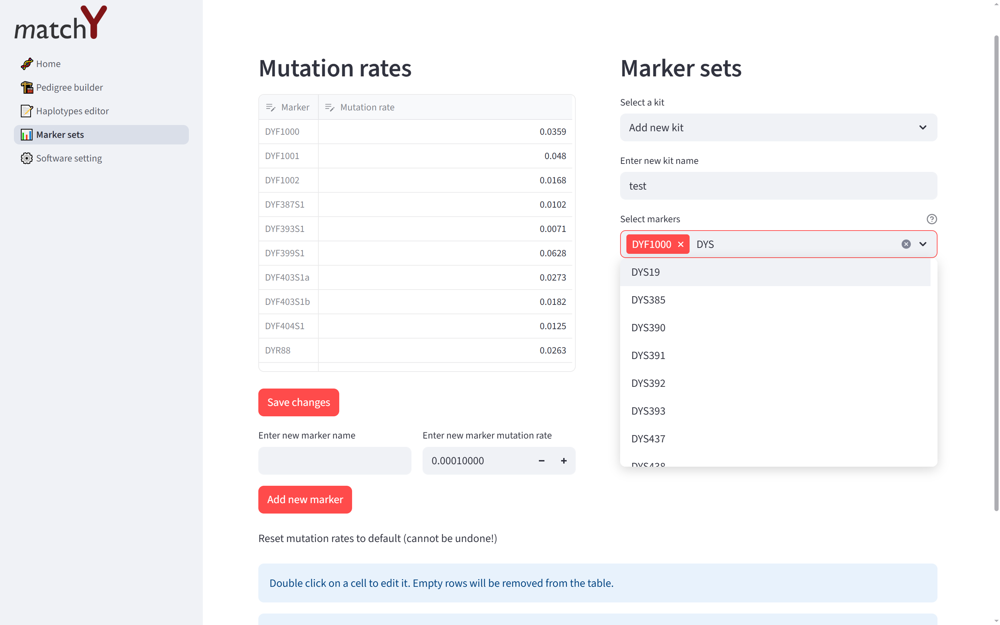 matchY
Home
Pedigree builder
Haplotypes editor
Marker sets
Software setting
Mutation rates
Marker Mutation rate
DYF1000 0.0359
DYF1001 0.048
DYF1002 0.0168
DYF387S1 0.0102
DYF393S1 0.0071
DYF399S1 0.0628
DYF403S1a 0.0273
DYF403S1b 0.0182
DYF404S1 0.0125
DYR88 0.0263
Save changes
Enter new marker name Enter new marker mutation rate
0.00010000
Add new marker
Reset mutation rates to default (cannot be undone!)
Marker sets
Select a kit
Add new kit
Enter new kit name
test
Select markers
DYF1000 DYS
DYS19
DYS385
DYS390
DYS391
DYS392
DYS393
DYS437
DYS438
Double click on a cell to edit it. Empty rows will be removed from the table.